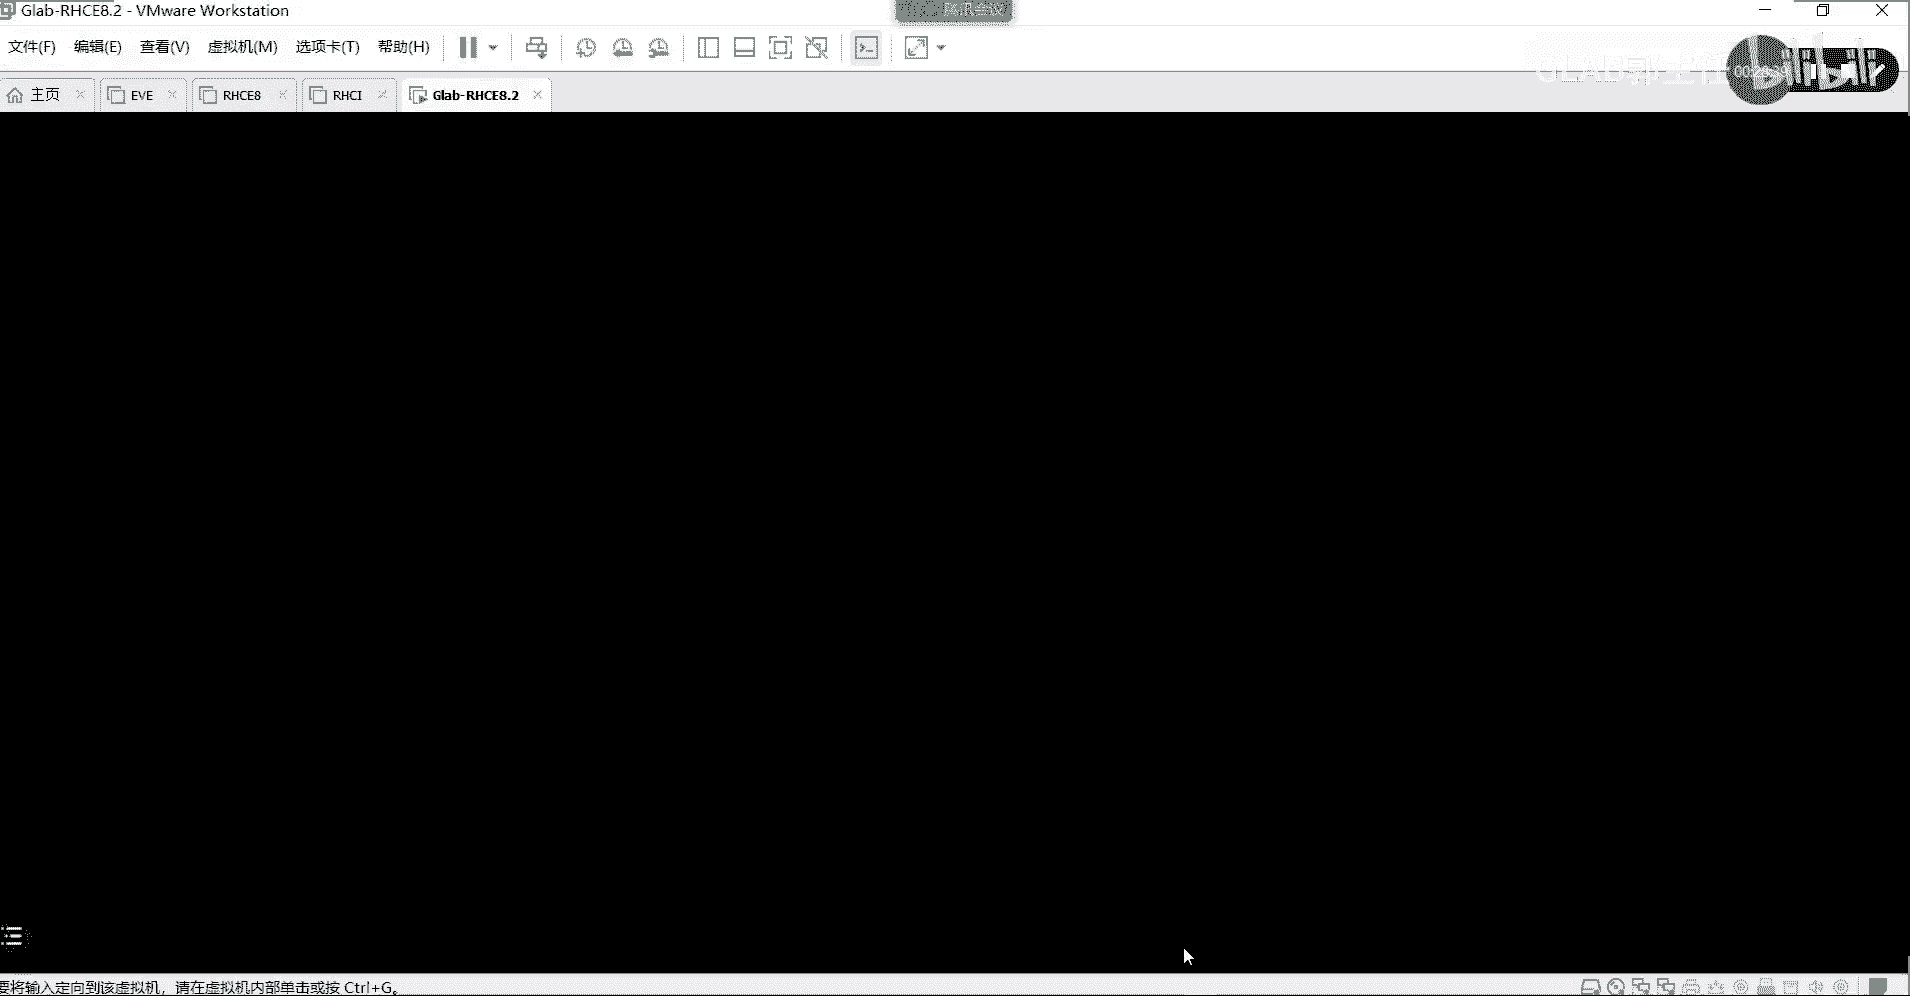 Glab-RHCE8.2 - VMware Workstation
腾讯会议
文件(F) 编辑(E) 查看(V) 虚拟机(M) 选项卡(T) 帮助(H)
主页 EVE RHCE8 RHCI Glab-RHCE8.2
要将输入定向到该虚拟机，请在虚拟机内部单击或按 Ctrl+G。